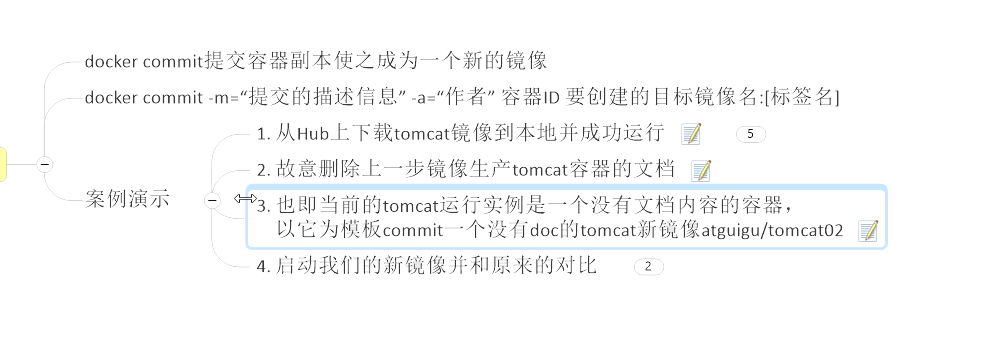 docker commit提交容器副本使之成为一个新的镜像
docker commit -m=“提交的描述信息” -a=“作者” 容器ID 要创建的目标镜像名:[标签名]
案例演示
1. 从Hub上下载tomcat镜像到本地并成功运行 5
2. 故意删除上一步镜像生产tomcat容器的文档
3. 也即当前的tomcat运行实例是一个没有文档内容的容器，
以它为模板commit一个没有doc的tomcat新镜像atguigu/tomcat02
4. 启动我们的新镜像并和原来的对比 2